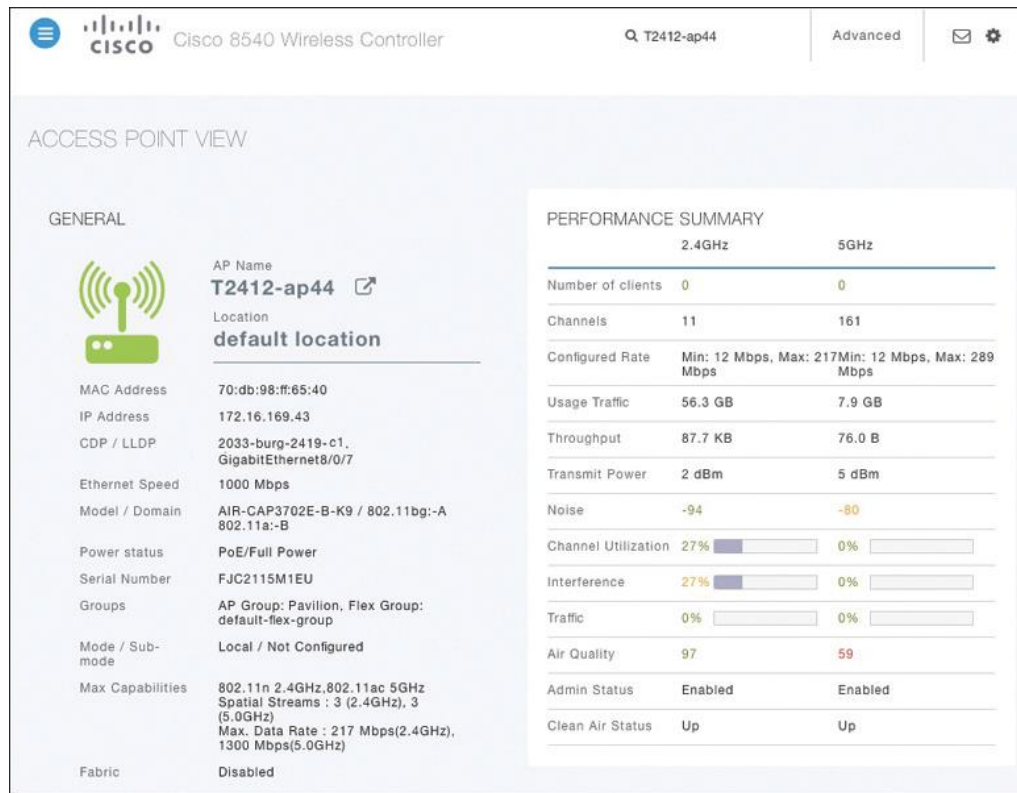 CISCO
Cisco 8540 Wireless Controller
T2412-ap44
Advanced
ACCESS POINT VIEW
GENERAL
AP Name
T2412-ap44
Location
default location
MAC Address 70:db:98:ff:65:40
IP Address 172.16.169.43
CDP / LLDP 2033-burg-2419-c1,
GigabitEthernet8/0/7
Ethernet Speed 1000 Mbps
Model / Domain AIR-CAP3702E-B-K9 / 802.11bg:-A
802.11a:-B
Power status PoE/Full Power
Serial Number FJC2115M1EU
Groups AP Group: Pavilion, Flex Group:
default-flex-group
Mode / Sub- Local / Not Configured
mode
Max Capabilities 802.11n 2.4GHz,802.11ac 5GHz
Spatial Streams : 3 (2.4GHz), 3
(5.0GHz)
Max. Data Rate : 217 Mbps(2.4GHz),
1300 Mbps(5.0GHz)
Fabric Disabled
PERFORMANCE SUMMARY
2.4GHz 5GHz
Number of clients 0 0
Channels 11 161
Configured Rate Min: 12 Mbps, Max: 217Min: 12 Mbps, Max: 289
Mbps Mbps
Usage Traffic 56.3 GB 7.9 GB
Throughput 87.7 KB 76.0 B
Transmit Power 2 dBm 5 dBm
Noise -94 -80
Channel Utilization 27% 0%
Interference 27% 0%
Traffic 0% 0%
Air Quality 97 59
Admin Status Enabled Enabled
Clean Air Status Up Up